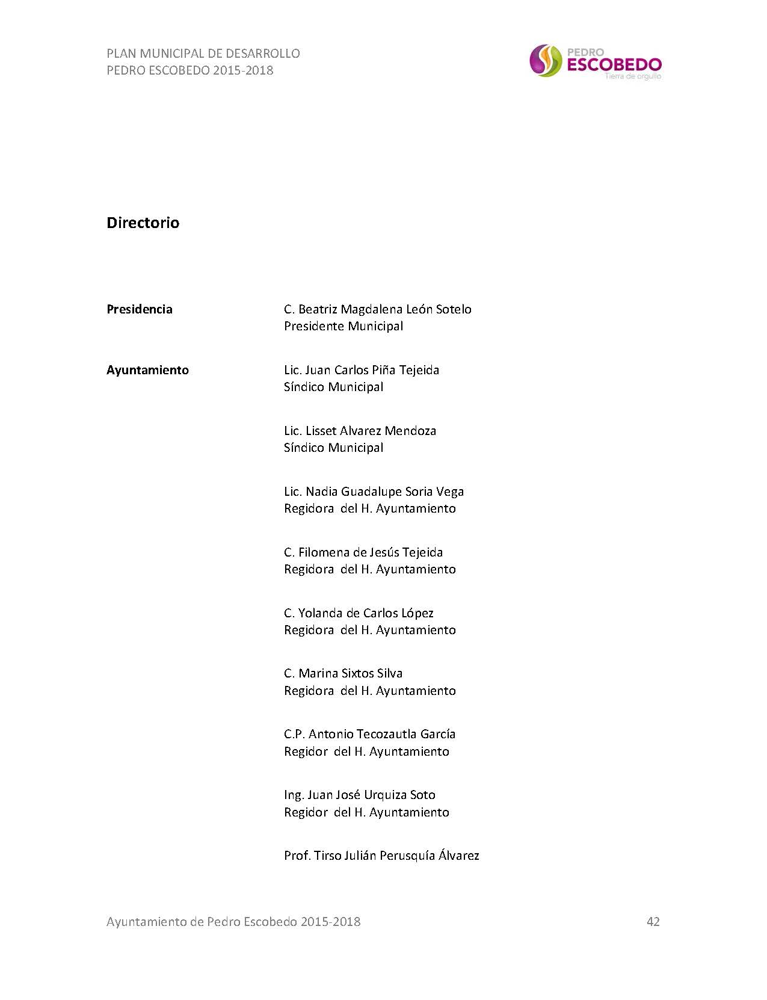 PLAN MUNICIPAL DE DESARROLLO
PEDRO ESCOBEDO 2015-2018
PEDRO
ESCOBEDO
Tierra de orgullo
Directorio
Presidencia C. Beatriz Magdalena León Sotelo
Presidente Municipal
Ayuntamiento Lic. Juan Carlos Piña Tejeida
Síndico Municipal
Lic. Lisset Alvarez Mendoza
Síndico Municipal
Lic. Nadia Guadalupe Soria Vega
Regidora del H. Ayuntamiento
C. Filomena de Jesús Tejeida
Regidora del H. Ayuntamiento
C. Yolanda de Carlos López
Regidora del H. Ayuntamiento
C. Marina Sixtos Silva
Regidora del H. Ayuntamiento
C.P. Antonio Tecozautla García
Regidor del H. Ayuntamiento
Ing. Juan José Urquiza Soto
Regidor del H. Ayuntamiento
Prof. Tirso Julián Perusquía Álvarez
Ayuntamiento de Pedro Escobedo 2015-2018 42